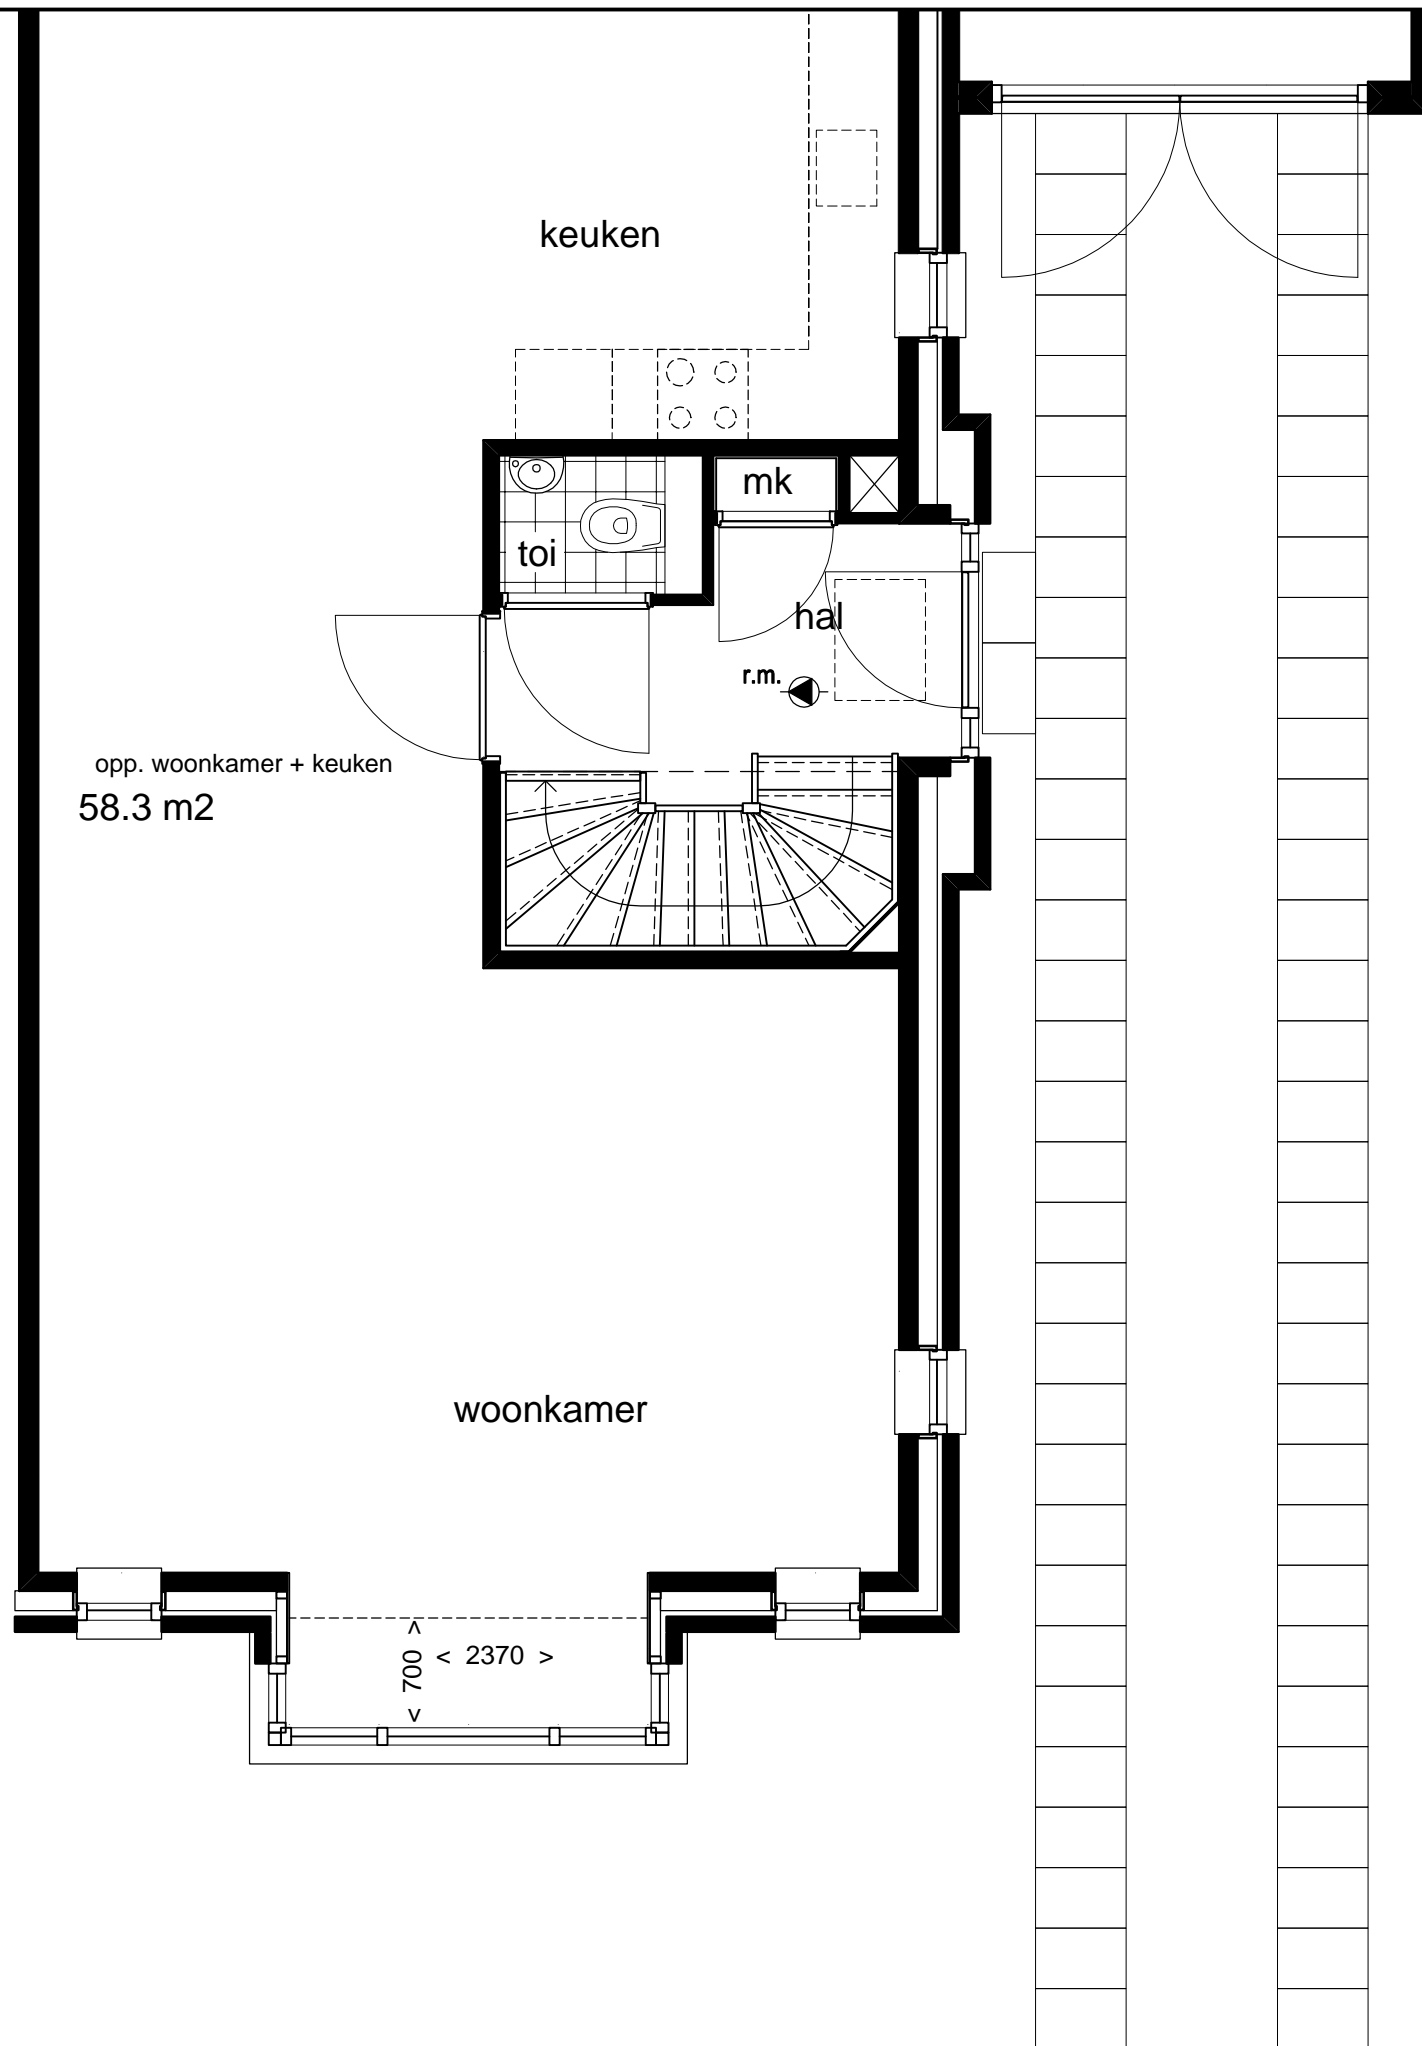 keuken
mk
toi
hal
r.m.
opp. woonkamer + keuken
58.3 m2
woonkamer
< 700 >
< 2370 >